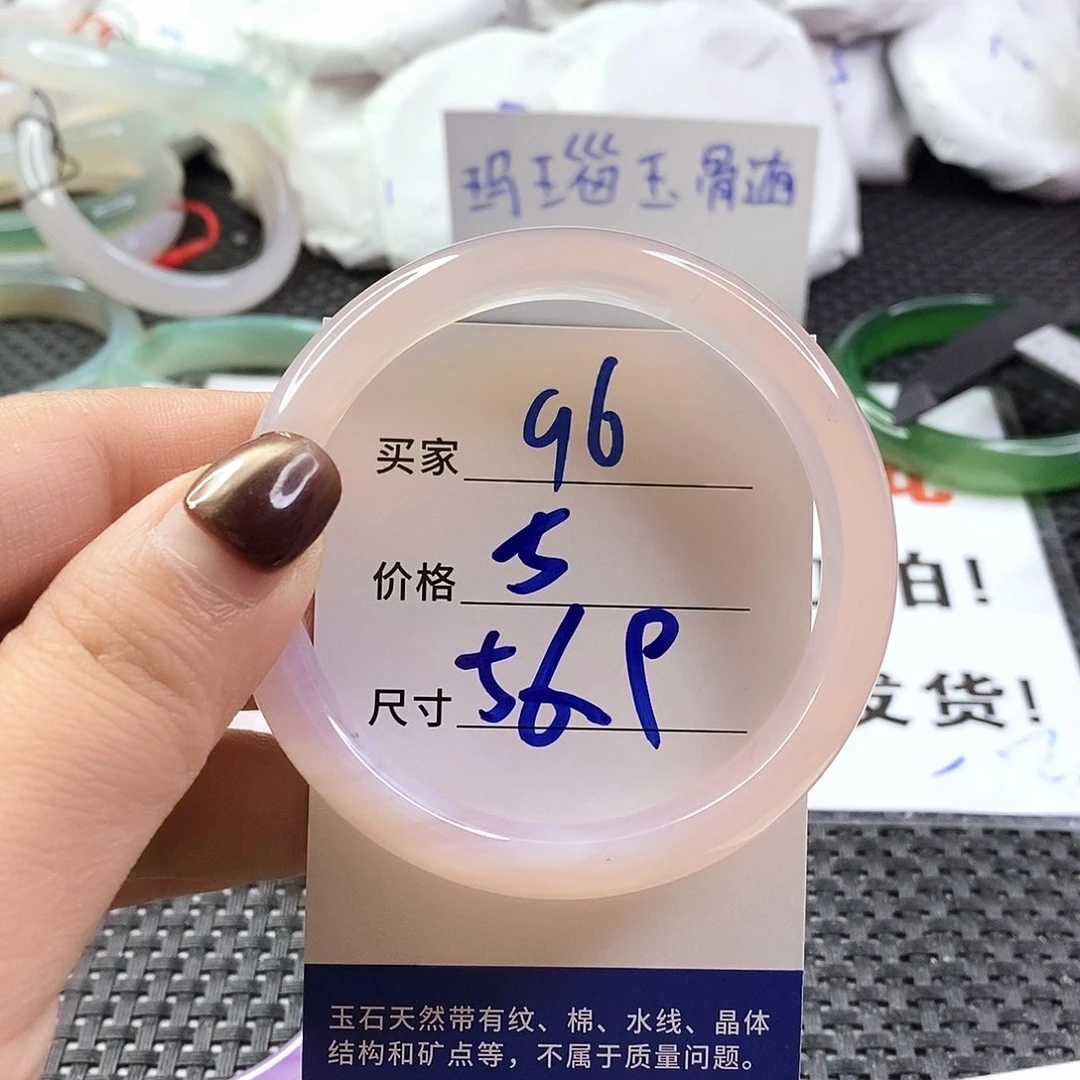 玛瑙玉骨髓
买家 96
价格 5
尺寸 56P
拍!
发货!
玉石天然带有纹、棉、水线、晶体
结构和矿点等，不属于质量问题。